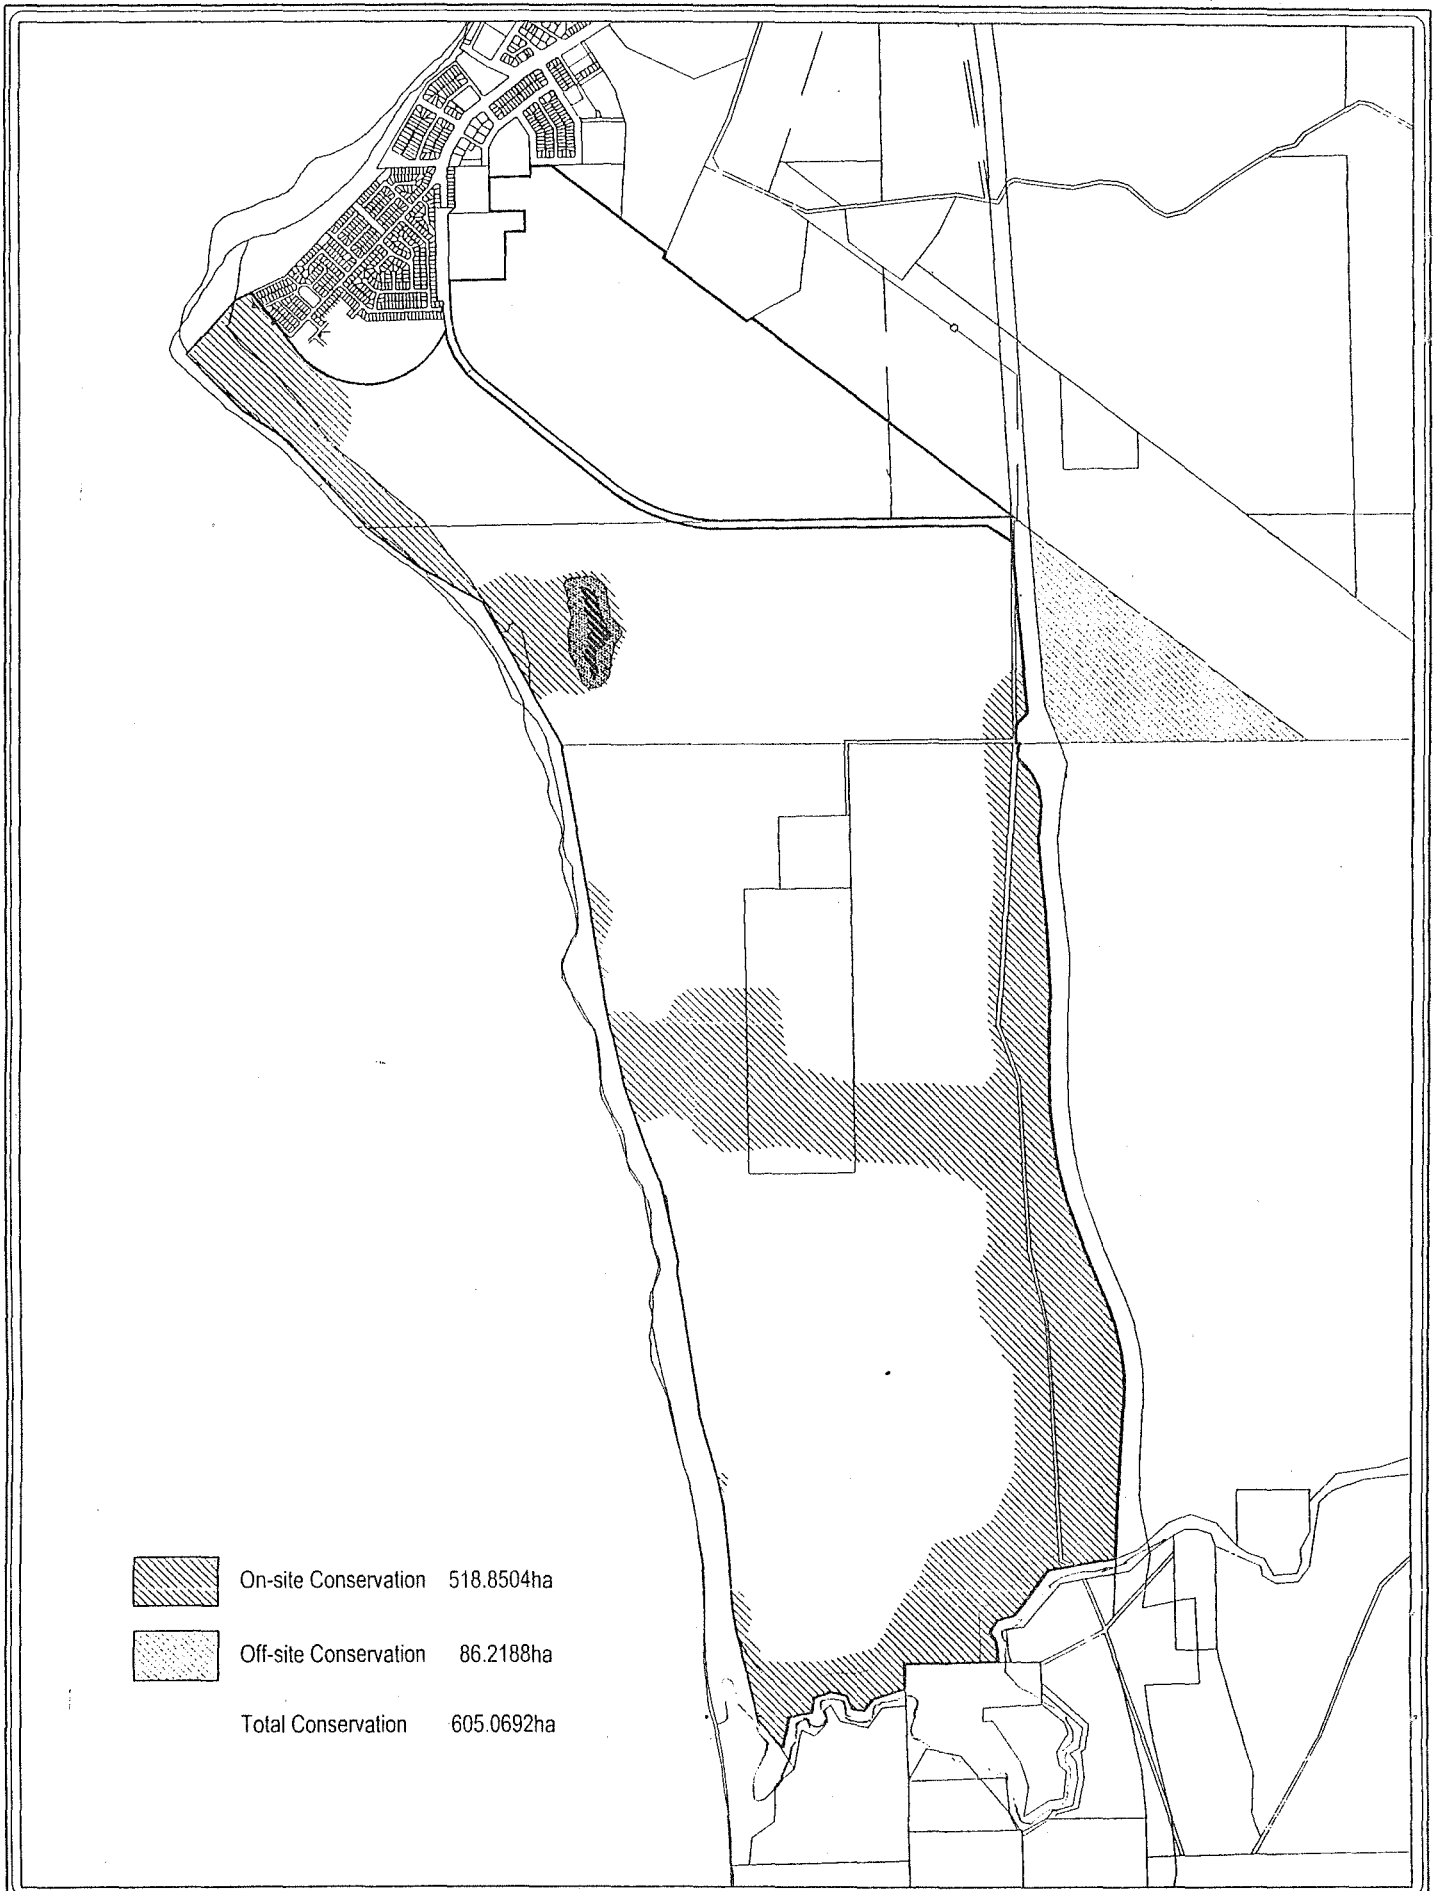 On-site Conservation 518.8504ha
Off-site Conservation 86.2188ha
Total Conservation 605.0692ha